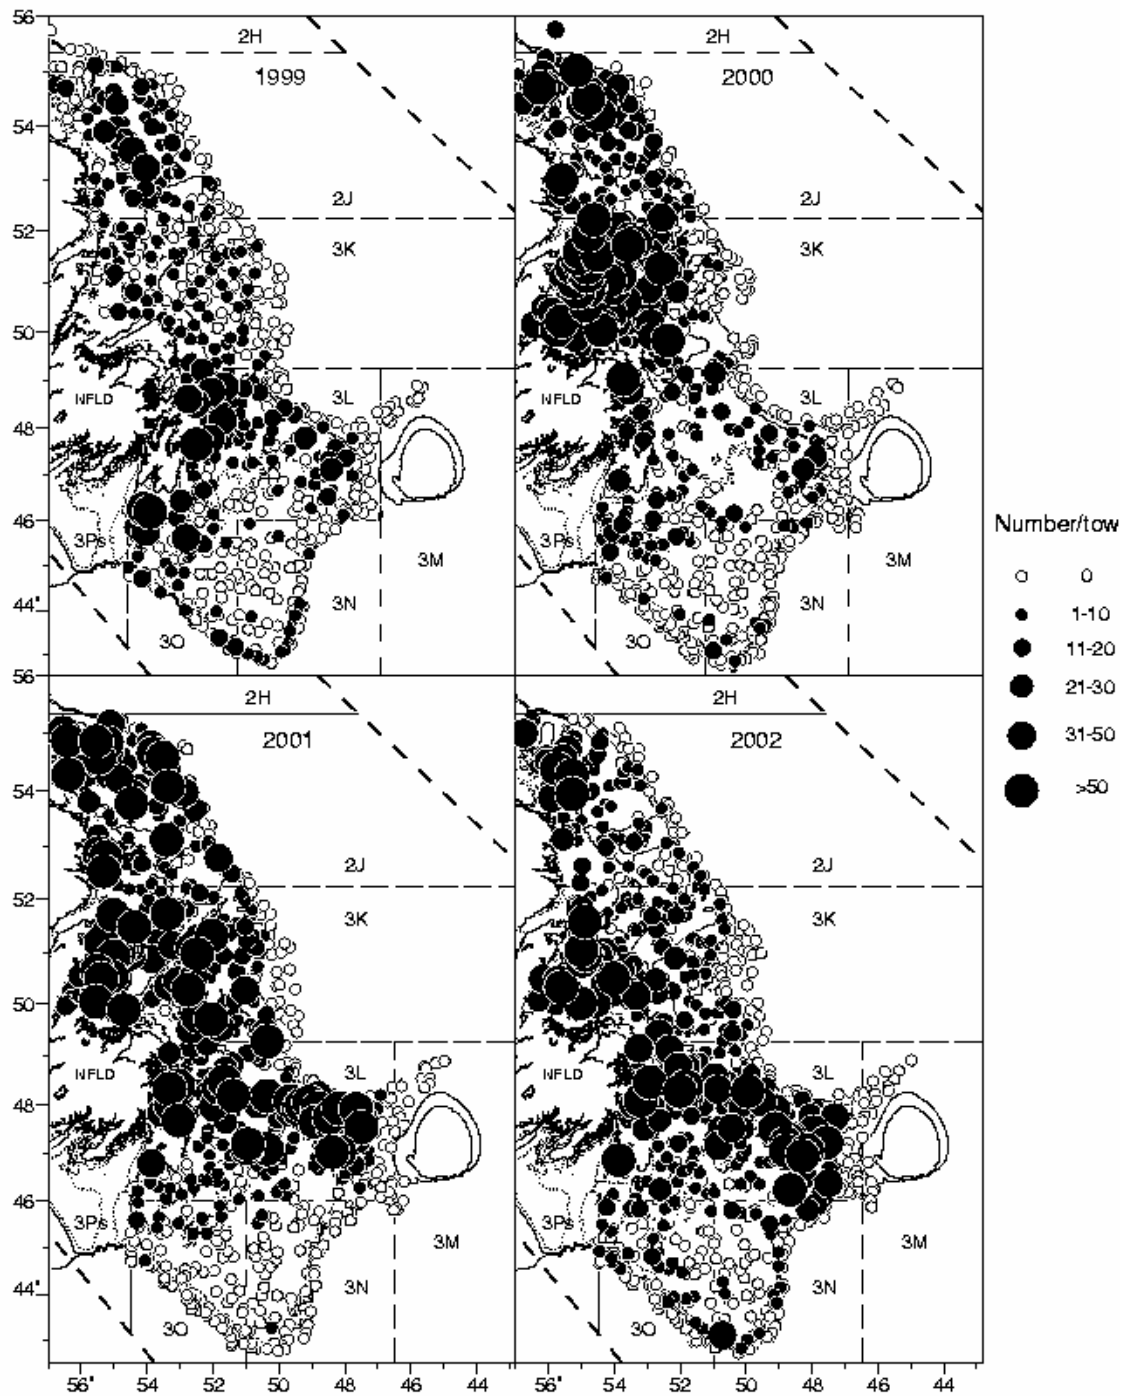 56 2H 2H
1999 2000
54
2J 2J
52
3K 3K
50
3L 3L
NFLD NFLD
48
46
3Ps 3M 3Ps 3M
Number/tow
0
1-10
11-20
21-30
31-50
>50
44° 3N 3N
3O 3O
56 2H 2H
2001 2002
54
2J 2J
52
3K 3K
50
3L 3L
NFLD NFLD
48
46
3Ps 3M 3Ps 3M
44° 3N 3N
3O 3O
56° 54 52 50 48 46 44 56° 54 52 50 48 46 44